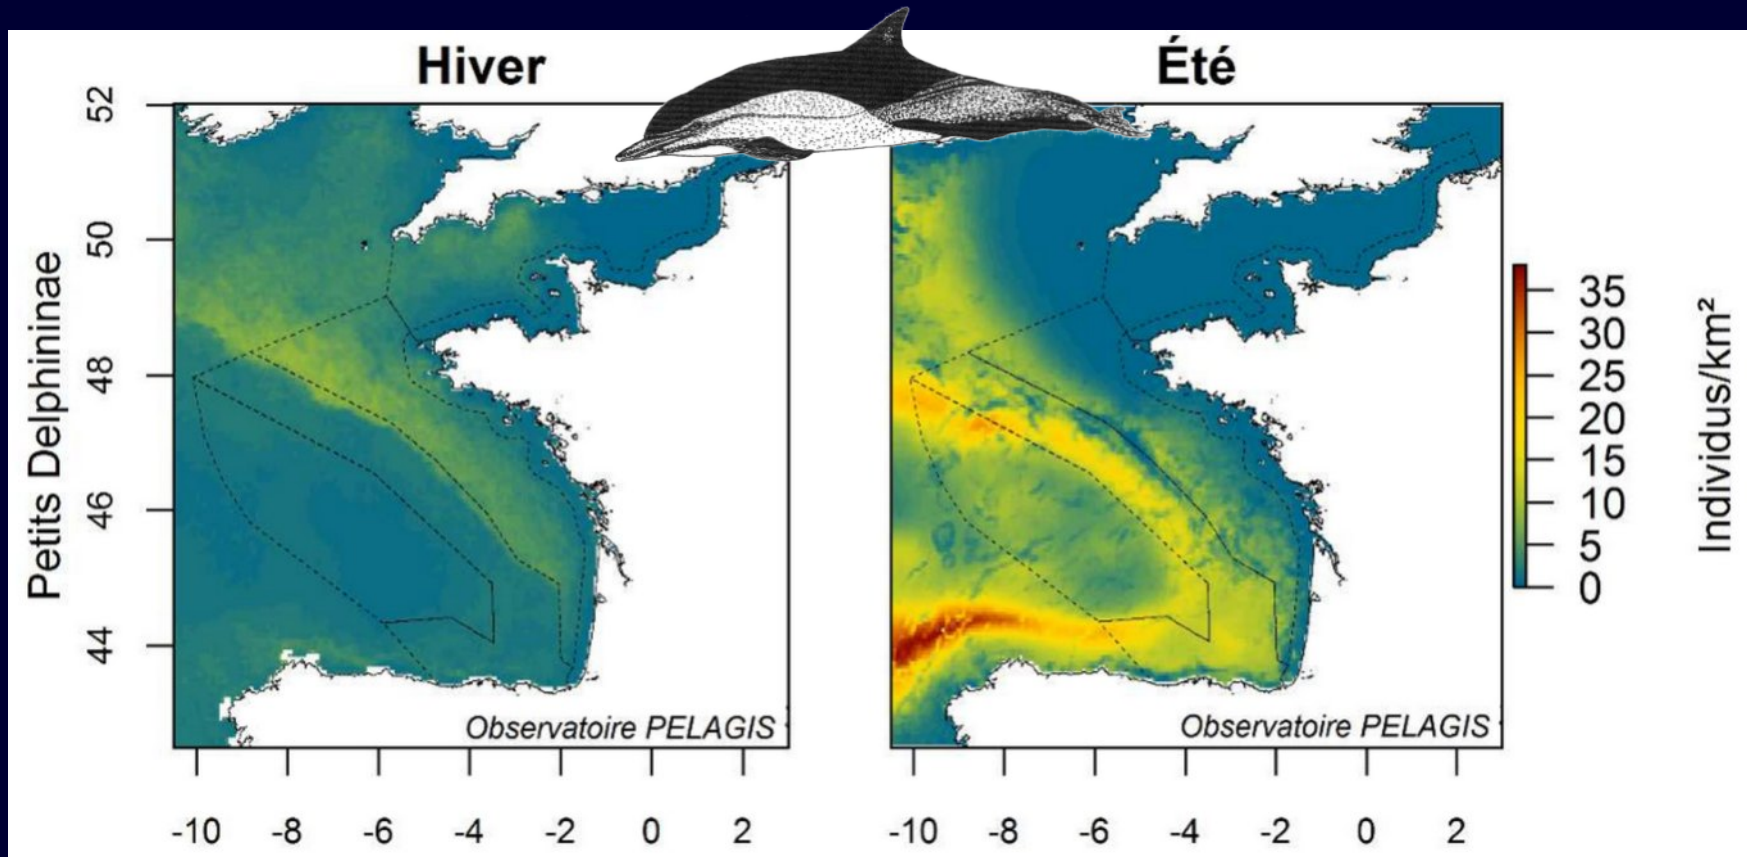 Hiver
Été
Petits Delphininae
52
50
48
46
44
Observatoire PELAGIS
Observatoire PELAGIS
-10 -8 -6 -4 -2 0 2
-10 -8 -6 -4 -2 0 2
35
30
25
20
15
10
5
0
Individus/km²